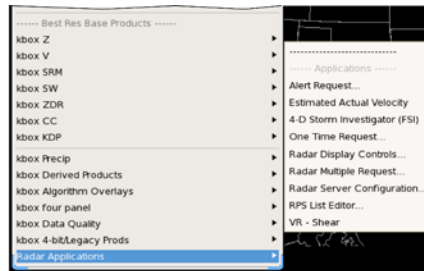 ------ Best Res Base Products ------
kbox Z
kbox V
kbox SRM
kbox SW
kbox ZDR
kbox CC
kbox KDP
kbox Precip
kbox Derived Products
kbox Algorithm Overlays
kbox four panel
kbox Data Quality
kbox 4-bit/Legacy Prods
Radar Applications
------ Applications ------
Alert Request...
Estimated Actual Velocity
4-D Storm Investigator (FSI)
One Time Request...
Radar Display Controls...
Radar Multiple Request...
Radar Server Configuration...
RPS List Editor...
VR - Shear